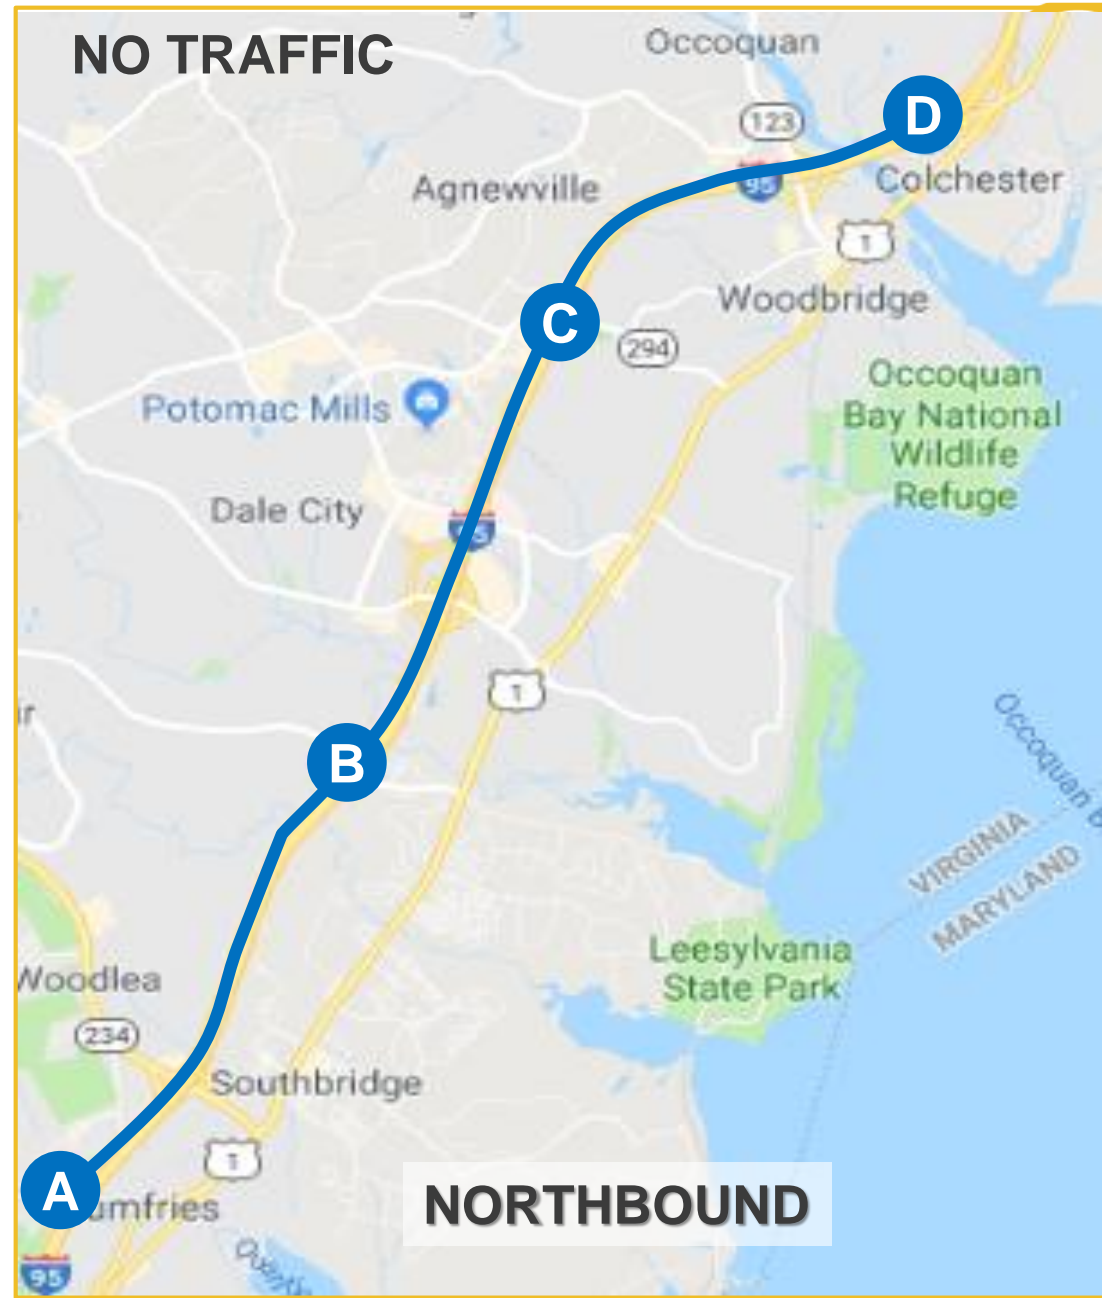 NO TRAFFIC
Occoquan
D
123
Agnewville
95
Colchester
1
Woodbridge
C
294
Occoquan
Bay National
Wildlife
Refuge
Potomac Mills
Dale City
95
1
Occoquan
B
VIRGINIA
MARYLAND
Leesylvania
State Park
Woodlea
234
Southbridge
1
A
umfries
NORTHBOUND
95